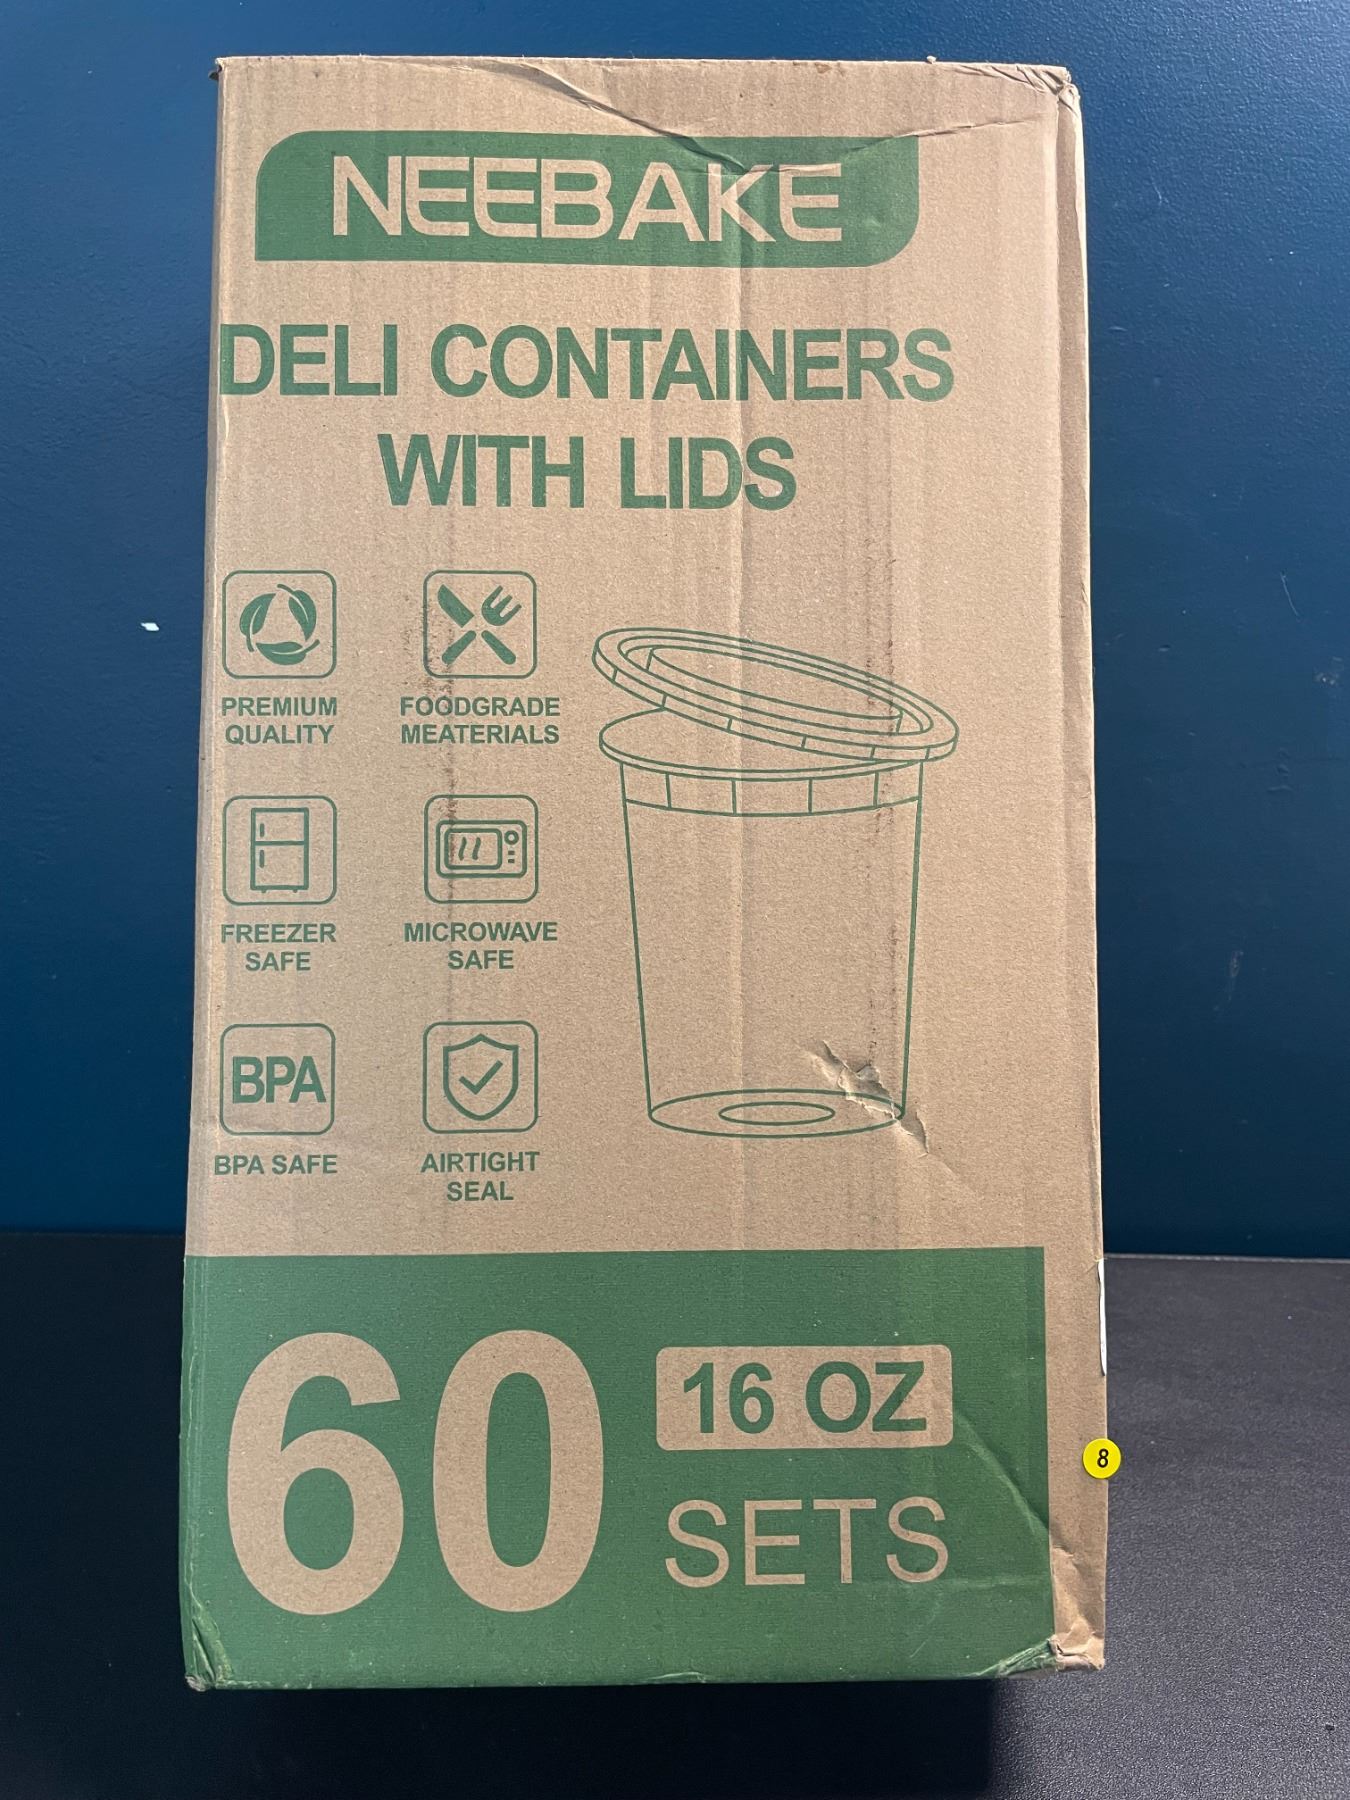 NEEBAKE
DELI CONTAINERS
WITH LIDS
PREMIUM
QUALITY
FOODGRADE
MEATERIALS
FREEZER
SAFE
MICROWAVE
SAFE
BPA
BPA SAFE
AIRTIGHT
SEAL
60
16 OZ
SETS
8